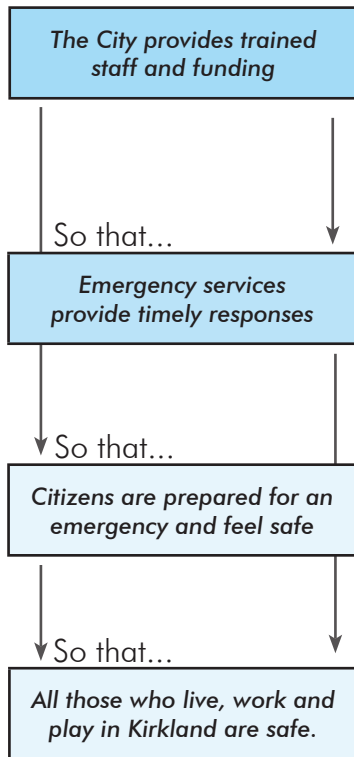 The City provides trained
staff and funding
So that...
Emergency services
provide timely responses
So that...
Citizens are prepared for an
emergency and feel safe
So that...
All those who live, work and
play in Kirkland are safe.